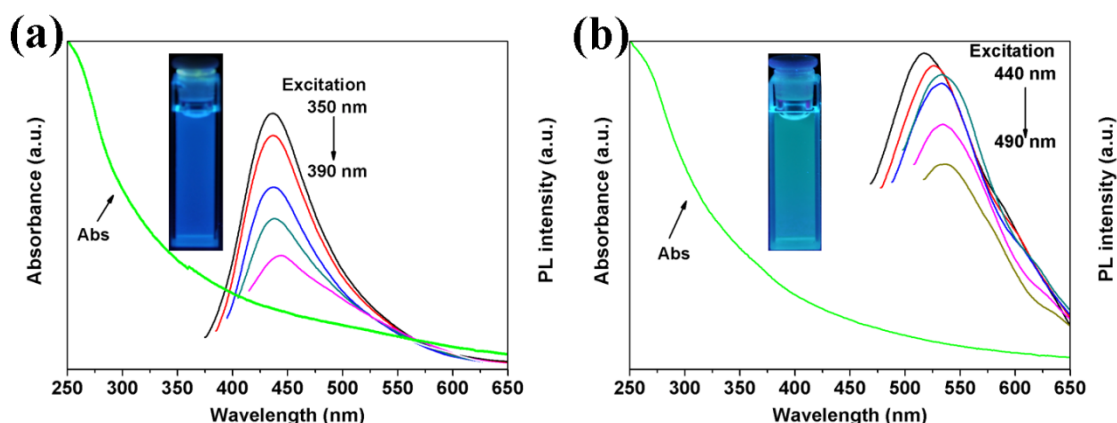 (a)
Absorbance (a.u.)
Abs
Excitation
350 nm
390 nm
PL intensity (a.u.)
250 300 350 400 450 500 550 600 650
Wavelength (nm)
(b)
Absorbance (a.u.)
Abs
Excitation
440 nm
490 nm
PL intensity (a.u.)
250 300 350 400 450 500 550 600 650
Wavelength (nm)